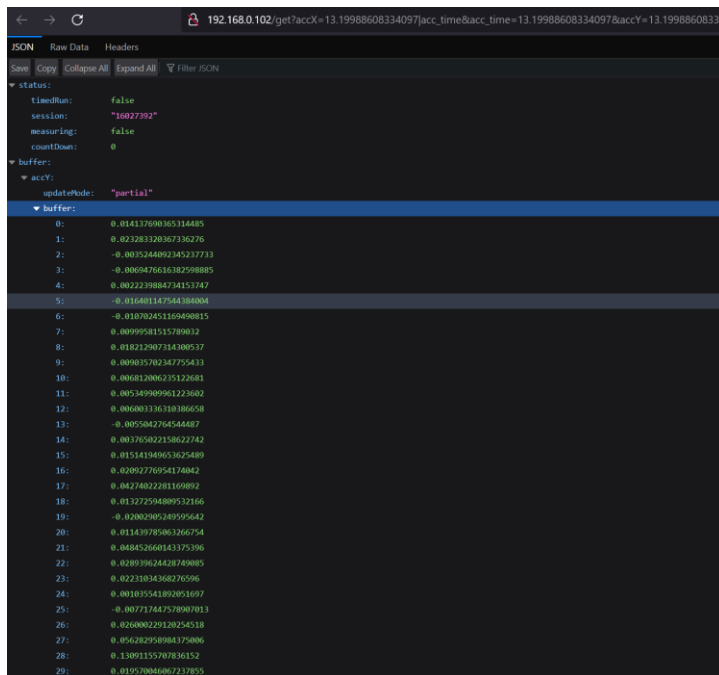 192.168.0.102/get?accX=13.19988608334097|acc_time&acc_time=13.19988608334097&accY=13.1998860833
JSON Raw Data Headers
Save Copy Collapse All Expand All Filter JSON
status:
timedRun: false
session: "16027392"
measuring: false
countDown: 0
buffer:
accY:
updateMode: "partial"
buffer:
0: 0.014137690365314485
1: 0.023283320367336276
2: -0.0035244092345237733
3: -0.0069476616382598885
4: 0.0022239884734153747
5: -0.016401147544384004
6: -0.010702451169490815
7: 0.00999581515789032
8: 0.018212907314300537
9: 0.009035702347755433
10: 0.006812006235122681
11: 0.005349909961223602
12: 0.006003336310386658
13: -0.0055042764544487
14: 0.003765022158622742
15: 0.015141949653625489
16: 0.02092776954174042
17: 0.04274022281169892
18: 0.013272594809532166
19: -0.02002905249595642
20: 0.011439785063266754
21: 0.048452660143375396
22: 0.028939624428749085
23: 0.02231034368276596
24: 0.001035541892051697
25: -0.007717447578907013
26: 0.026000229120254518
27: 0.056282958984375006
28: 0.13091155707836152
29: 0.019570046067237855